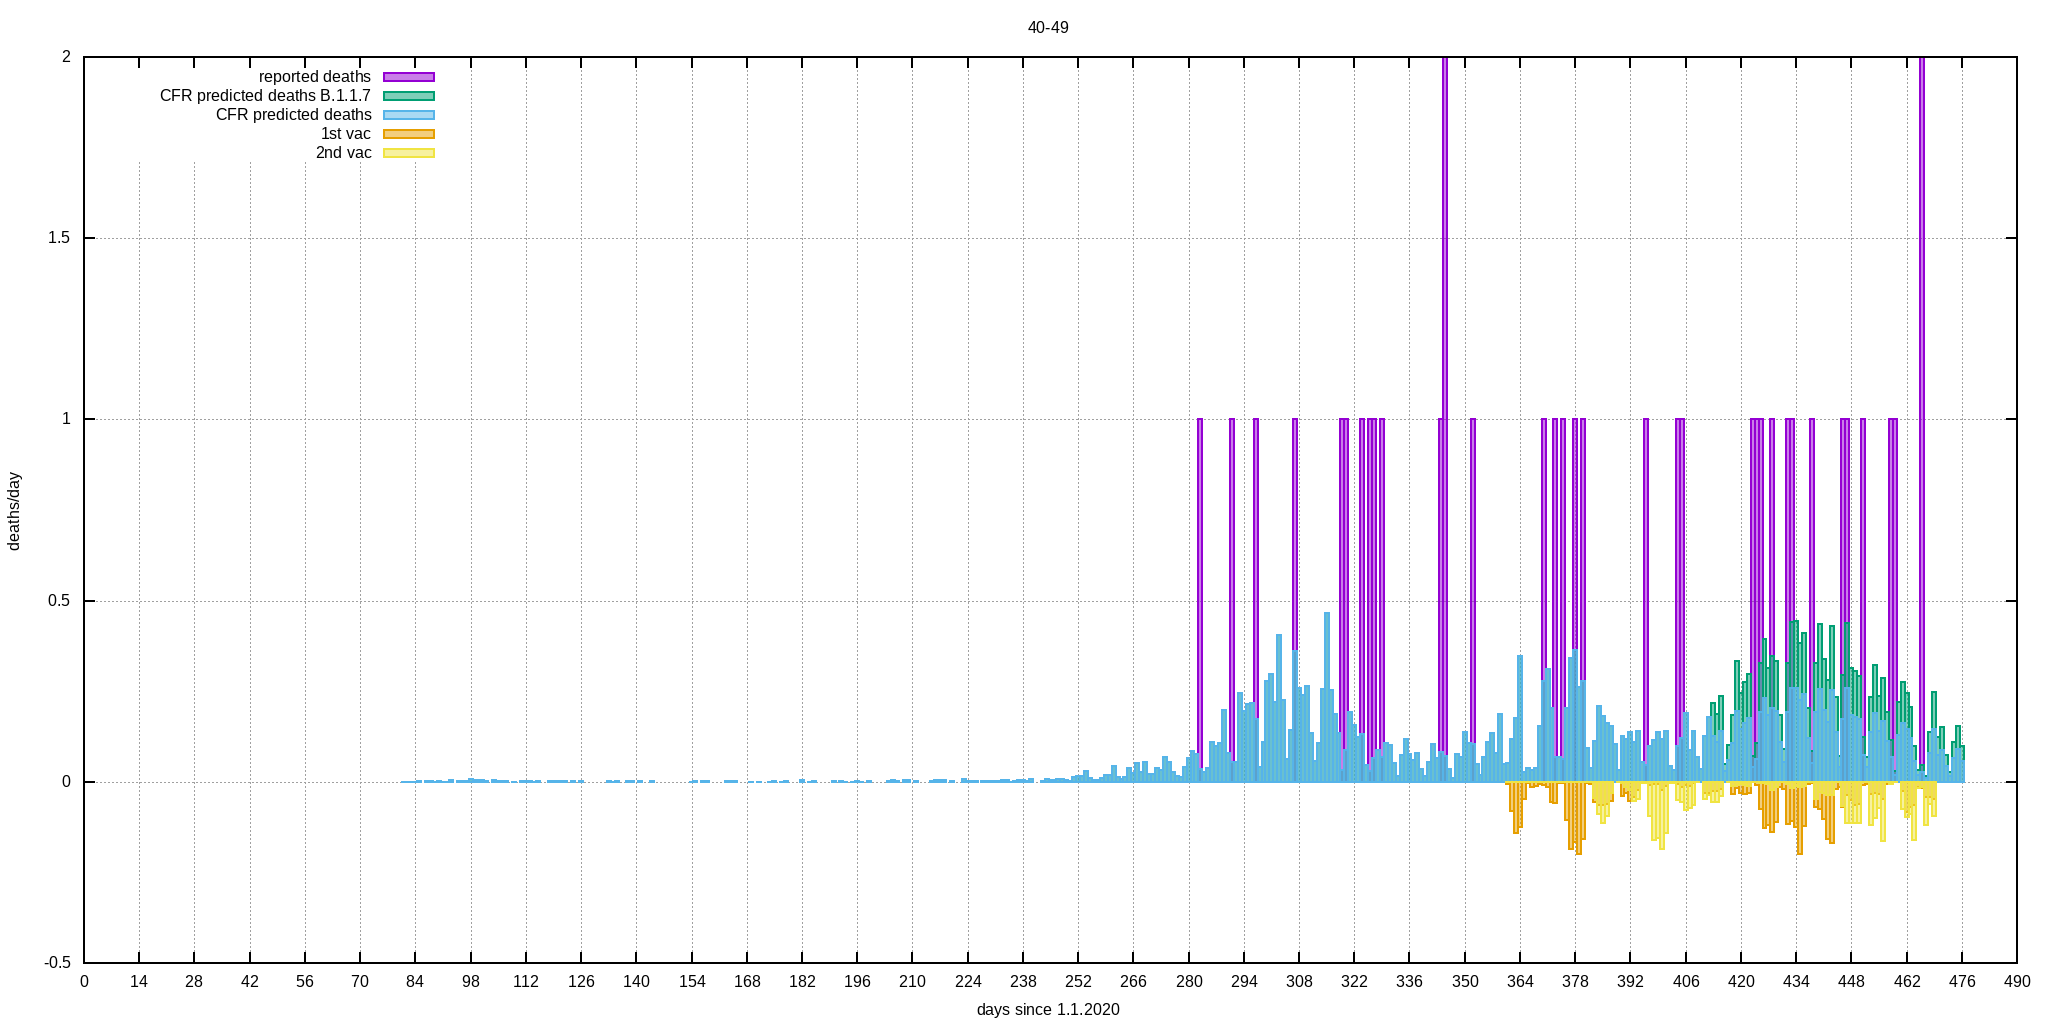 40-49
2
reported deaths
CFR predicted deaths B.1.1.7
CFR predicted deaths
1st vac
2nd vac
1.5
1
deaths/day
0.5
0
-0.5
0 14 28 42 56 70 84 98 112 126 140 154 168 182 196 210 224 238 252 266 280 294 308 322 336 350 364 378 392 406 420 434 448 462 476 490
days since 1.1.2020